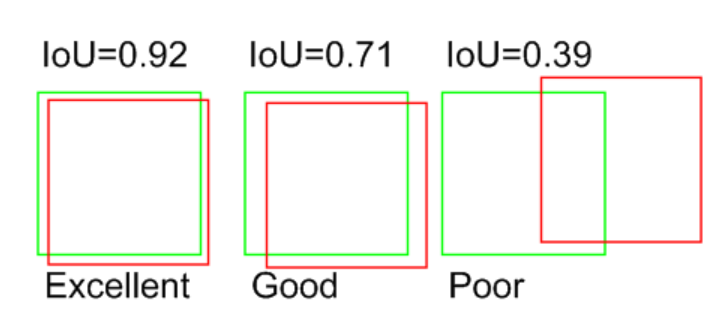 IoU=0.92 IoU=0.71 IoU=0.39
Excellent Good Poor